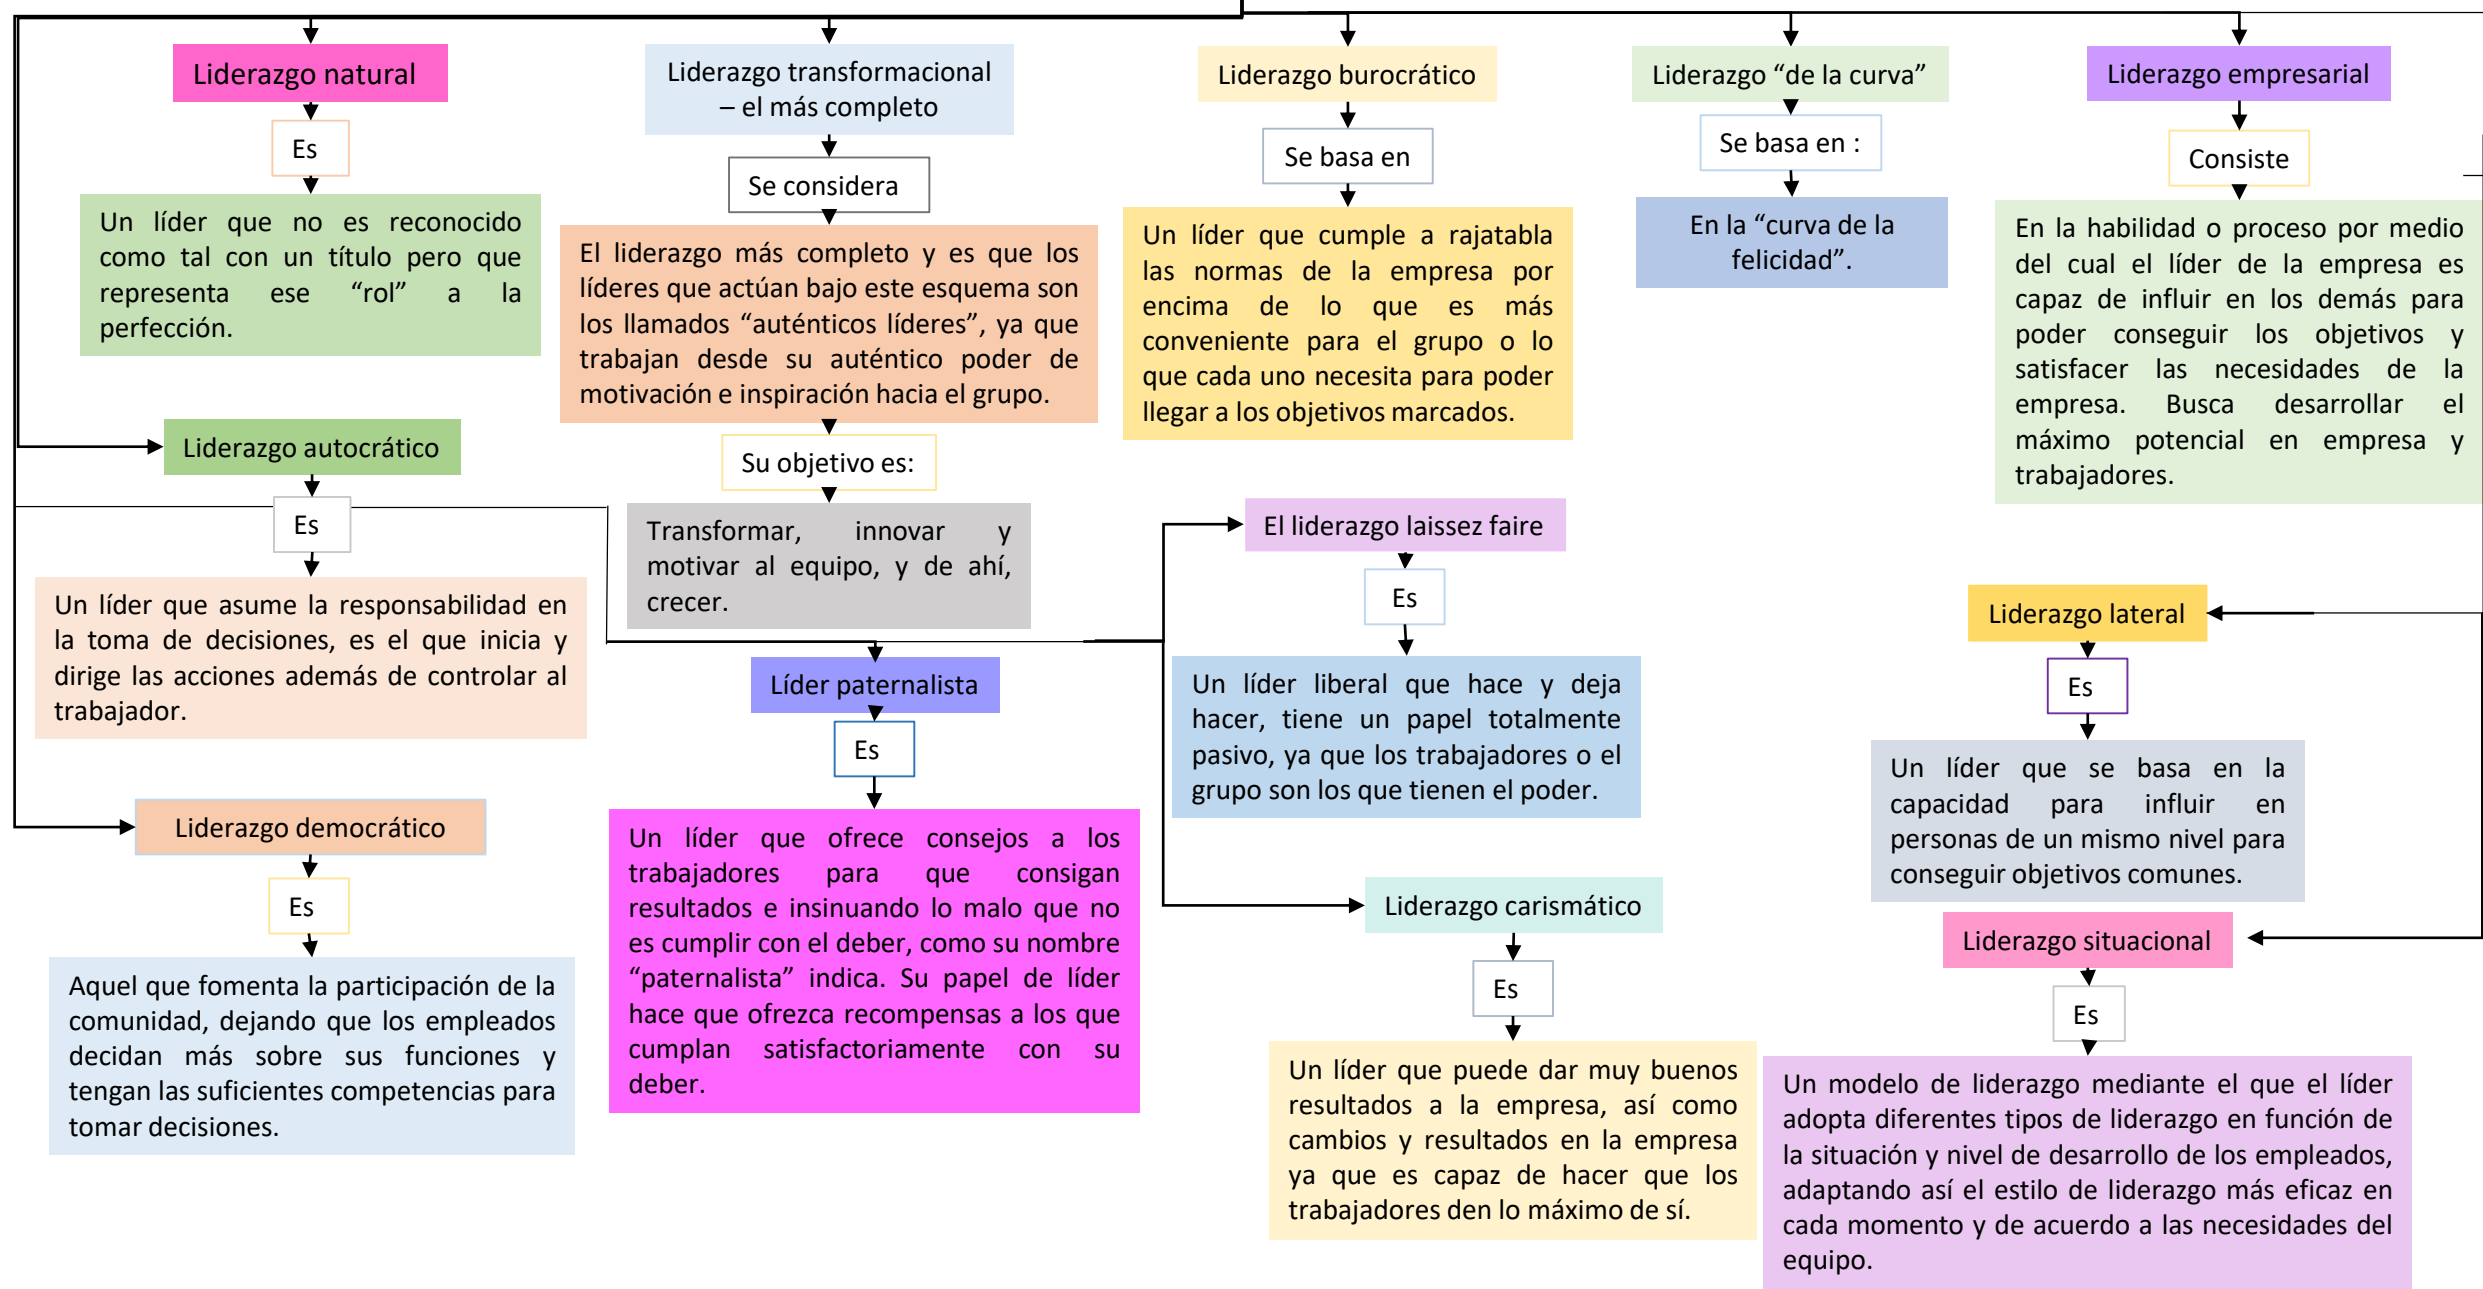 Liderazgo natural
Es
Un líder que no es reconocido
como tal con un título pero que
representa ese “rol” a la
perfección.
Liderazgo transformacional
– el más completo
Se considera
El liderazgo más completo y es que los
líderes que actúan bajo este esquema son
los llamados “auténticos líderes”, ya que
trabajan desde su auténtico poder de
motivación e inspiración hacia el grupo.
Su objetivo es:
Transformar, innovar y
motivar al equipo, y de ahí,
crecer.
Liderazgo burocrático
Se basa en
Un líder que cumple a rajatabla
las normas de la empresa por
encima de lo que es más
conveniente para el grupo o lo
que cada uno necesita para poder
llegar a los objetivos marcados.
Liderazgo “de la curva”
Se basa en :
En la “curva de la
felicidad”.
Liderazgo empresarial
Consiste
En la habilidad o proceso por medio
del cual el líder de la empresa es
capaz de influir en los demás para
poder conseguir los objetivos y
satisfacer las necesidades de la
empresa. Busca desarrollar el
máximo potencial en empresa y
trabajadores.
Liderazgo autocrático
Es
Un líder que asume la responsabilidad en
la toma de decisiones, es el que inicia y
dirige las acciones además de controlar al
trabajador.
Liderazgo democrático
Es
Aquel que fomenta la participación de la
comunidad, dejando que los empleados
decidan más sobre sus funciones y
tengan las suficientes competencias para
tomar decisiones.
Líder paternalista
Es
Un líder que ofrece consejos a los
trabajadores para que consigan
resultados e insinuando lo malo que no
es cumplir con el deber, como su nombre
“paternalista” indica. Su papel de líder
hace que ofrezca recompensas a los que
cumplan satisfactoriamente con su
deber.
El liderazgo laissez faire
Es
Un líder liberal que hace y deja
hacer, tiene un papel totalmente
pasivo, ya que los trabajadores o el
grupo son los que tienen el poder.
Liderazgo carismático
Es
Un líder que puede dar muy buenos
resultados a la empresa, así como
cambios y resultados en la empresa
ya que es capaz de hacer que los
trabajadores den lo máximo de sí.
Liderazgo lateral
Es
Un líder que se basa en la
capacidad para influir en
personas de un mismo nivel para
conseguir objetivos comunes.
Liderazgo situacional
Es
Un modelo de liderazgo mediante el que el líder
adopta diferentes tipos de liderazgo en función de
la situación y nivel de desarrollo de los empleados,
adaptando así el estilo de liderazgo más eficaz en
cada momento y de acuerdo a las necesidades del
equipo.